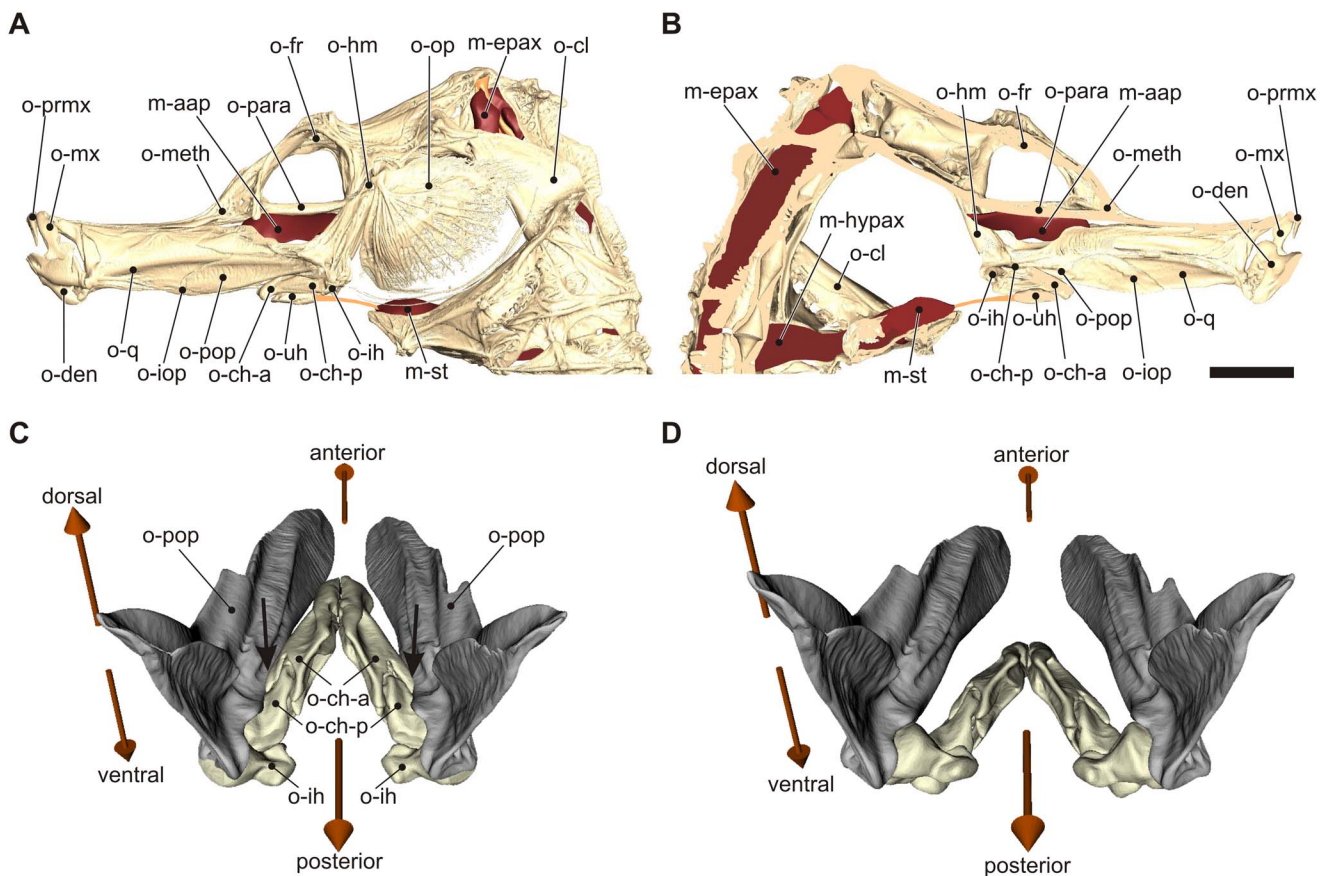 A
o-fr o-hm o-op m-epax o-cl
m-aap o-para
o-prmx
o-mx
o-meth
o-q
o-pop
o-uh
o-ih
o-den
o-iop
o-ch-a
o-ch-p
m-st
B
m-epax
o-hm o-fr o-para m-aap
o-prmx
o-meth
o-mx
o-den
m-hypax
o-cl
o-ih o-uh o-pop o-q
m-st
o-ch-p o-ch-a o-iop
C
anterior
dorsal
o-pop
o-pop
o-ch-a
o-ch-p
ventral
o-ih
o-ih
posterior
D
anterior
dorsal
ventral
posterior